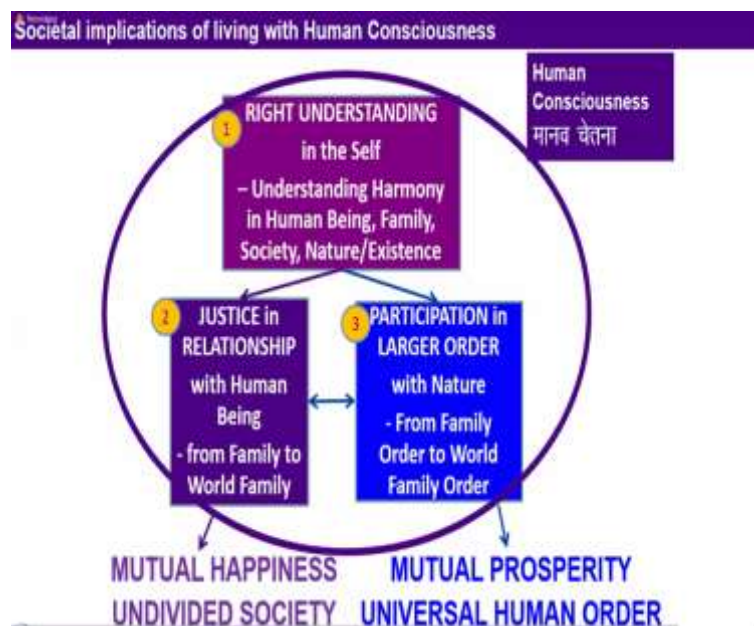 Societal implications of living with Human Consciousness
Human
Consciousness
मानव चेतना
1
RIGHT UNDERSTANDING
in the Self
– Understanding Harmony
in Human Being, Family,
Society, Nature/Existence
2
JUSTICE in
RELATIONSHIP
with Human
Being
- from Family to
World Family
3
PARTICIPATION in
LARGER ORDER
with Nature
- From Family
Order to World
Family Order
MUTUAL HAPPINESS
UNDIVIDED SOCIETY
MUTUAL PROSPERITY
UNIVERSAL HUMAN ORDER